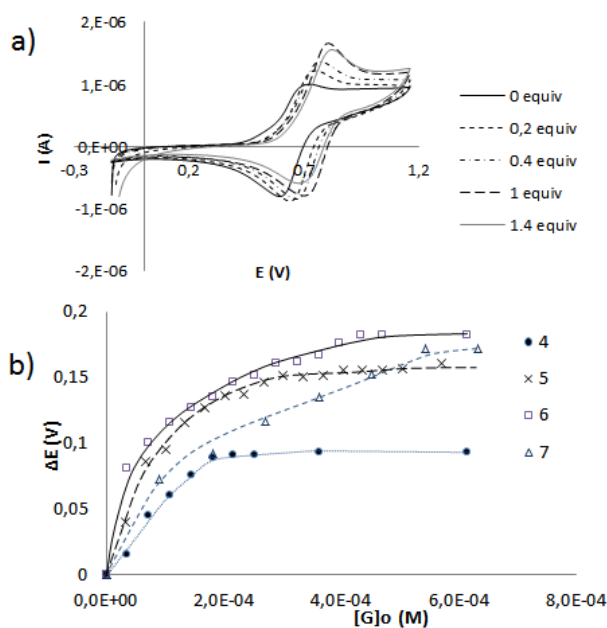 a)
2,E-06
1,E-06
0,E+00
-1,E-06
-2,E-06
-0,3
0,2
0,7
1,2
I (A)
E (V)
0 equiv
0,2 equiv
0.4 equiv
1 equiv
1.4 equiv
b)
0,2
0,15
0,1
0,05
0
ΔE (V)
4
5
6
7
0,0E+00
2,0E-04
4,0E-04
6,0E-04
8,0E-04
[G]o (M)